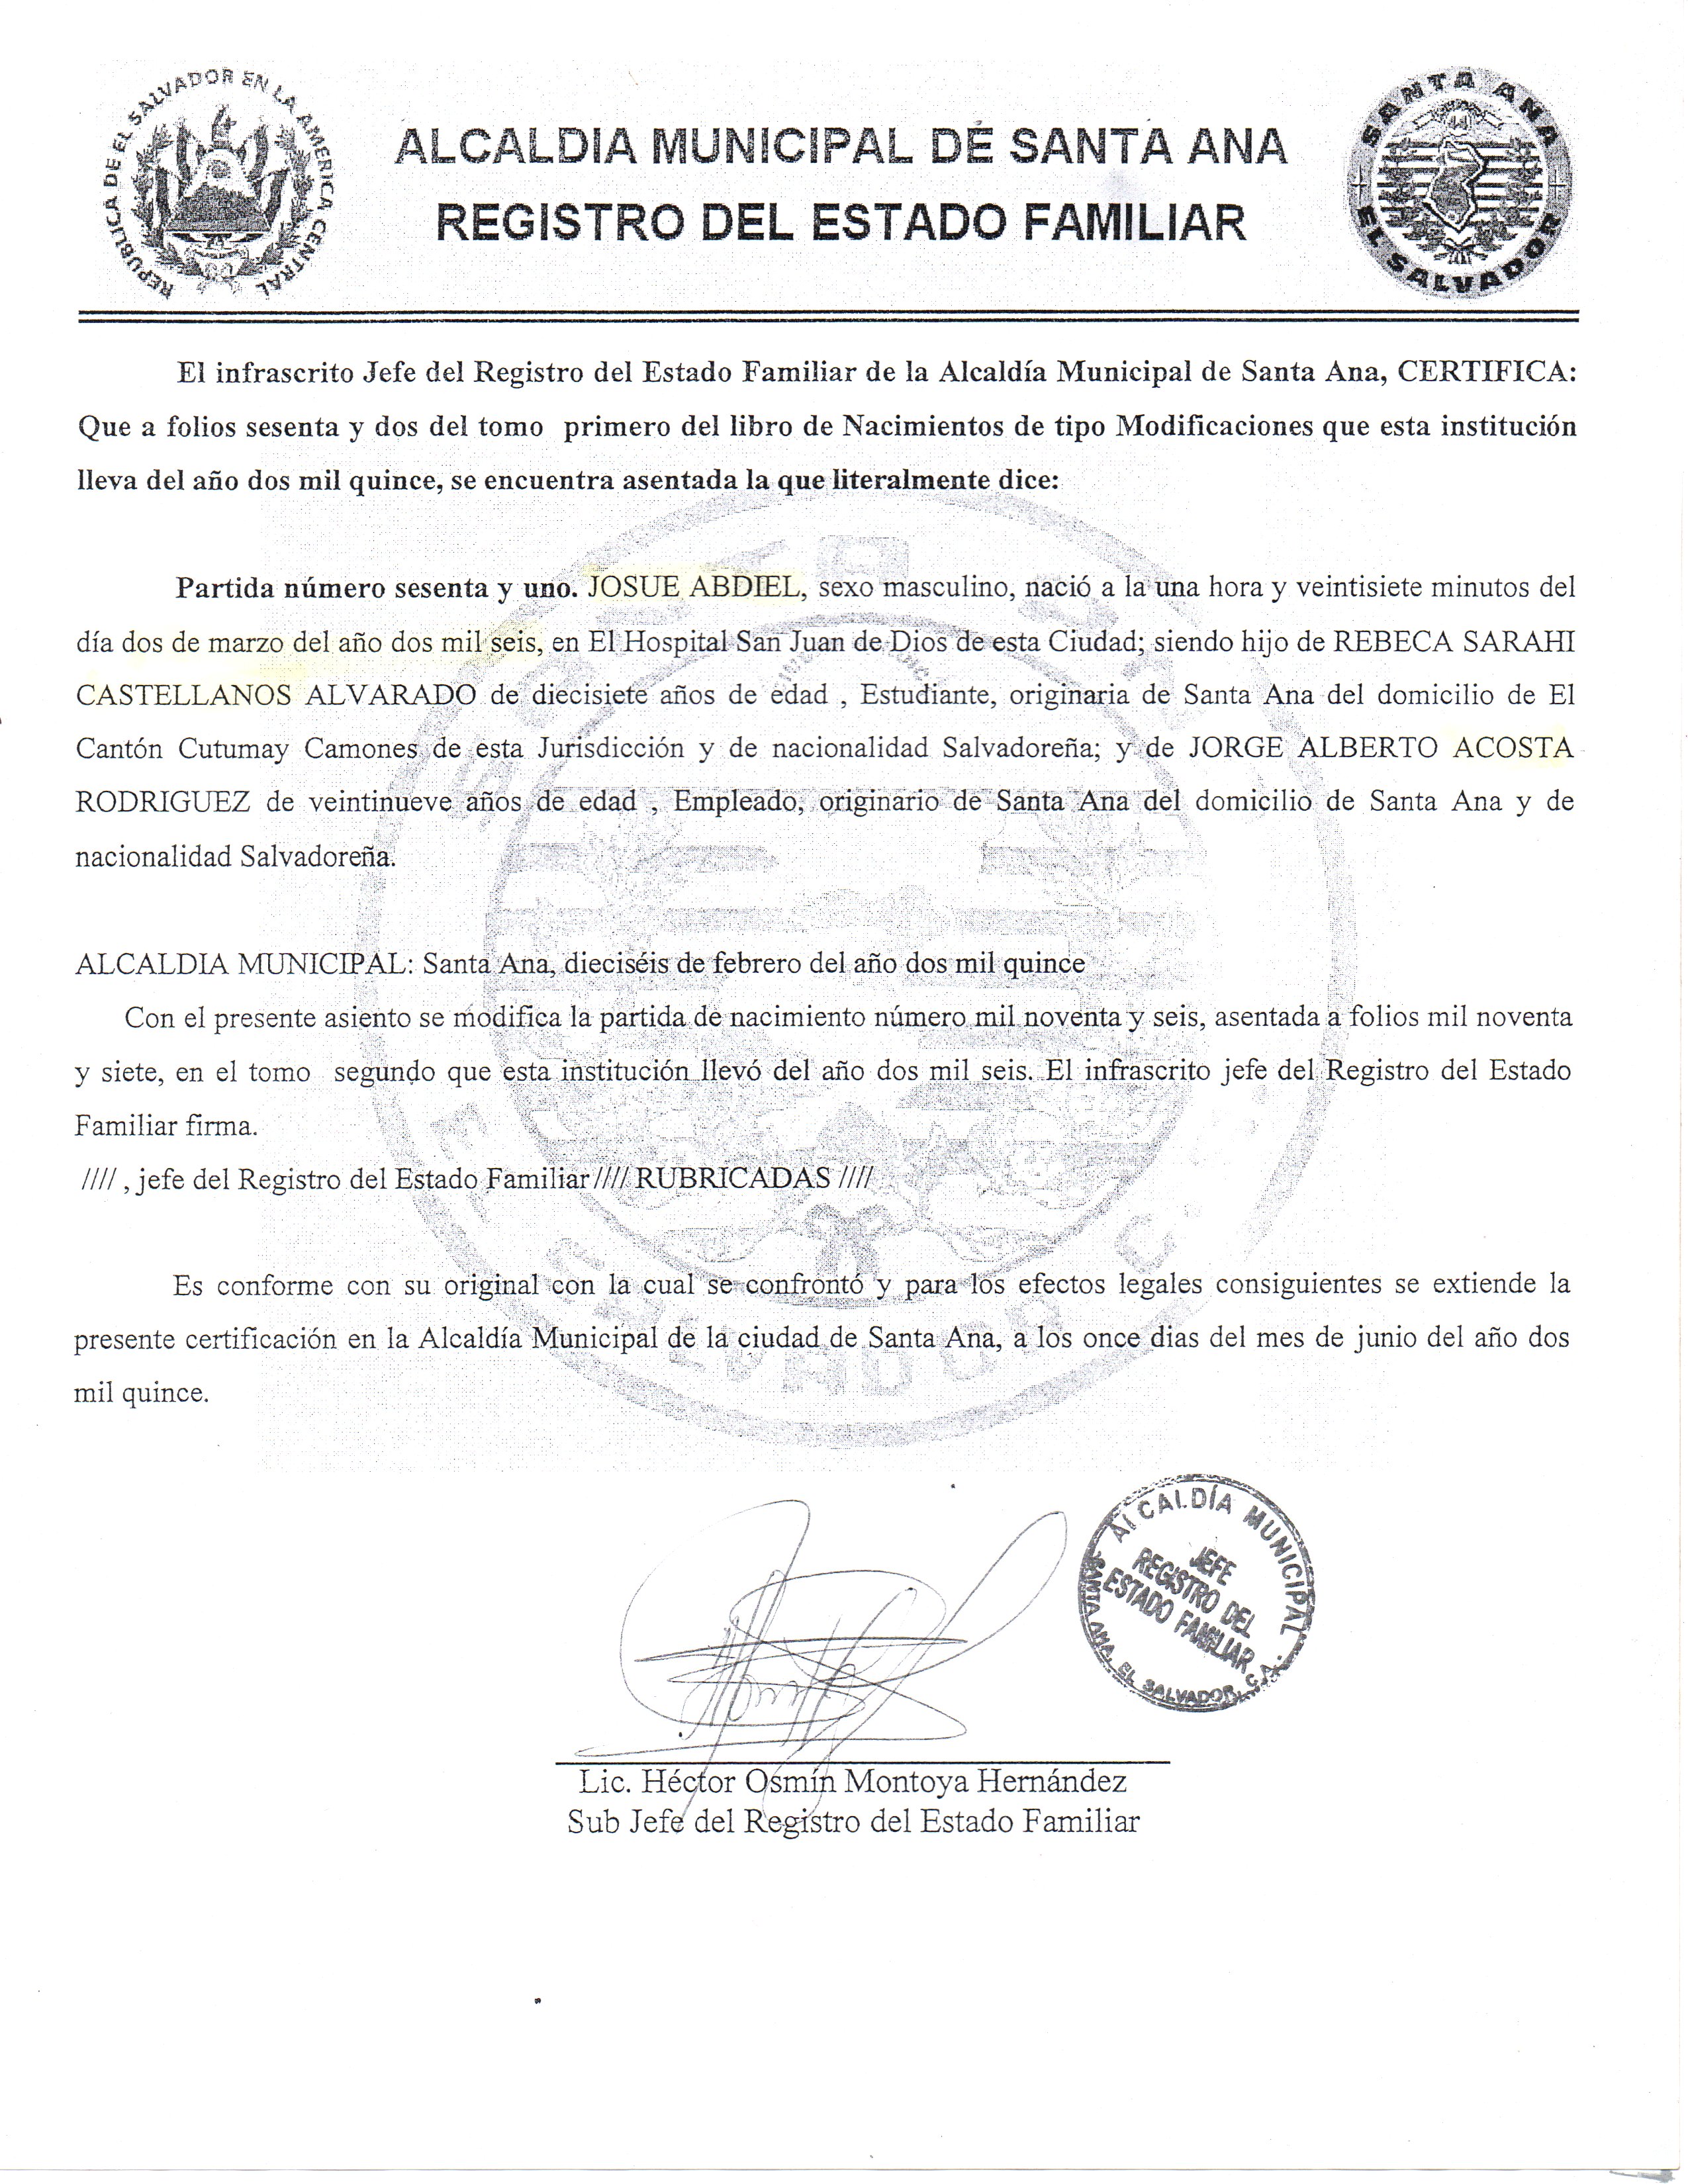 REPUBLICA DE EL SALVADOR EN LA AMERICA CENTRAL
ALCALDIA MUNICIPAL DE SANTA ANA
REGISTRO DEL ESTADO FAMILIAR
SANTA ANA
EL SALVADOR
El infrascrito Jefe del Registro del Estado Familiar de la Alcaldía Municipal de Santa Ana, CERTIFICA:
Que a folios sesenta y dos del tomo primero del libro de Nacimientos de tipo Modificaciones que esta institución
lleva del año dos mil quince, se encuentra asentada la que literalmente dice:
Partida número sesenta y uno. JOSUE ABDIEL, sexo masculino, nació a la una hora y veintisiete minutos del
día dos de marzo del año dos mil seis, en El Hospital San Juan de Dios de esta Ciudad; siendo hijo de REBECA SARAHI
CASTELLANOS ALVARADO de diecisiete años de edad , Estudiante, originaria de Santa Ana del domicilio de El
Cantón Cutumay Camones de esta Jurisdicción y de nacionalidad Salvadoreña; y de JORGE ALBERTO ACOSTA
RODRIGUEZ de veintinueve años de edad , Empleado, originario de Santa Ana del domicilio de Santa Ana y de
nacionalidad Salvadoreña.
ALCALDIA MUNICIPAL: Santa Ana, dieciséis de febrero del año dos mil quince
Con el presente asiento se modifica la partida de nacimiento número mil noventa y seis, asentada a folios mil noventa
y siete, en el tomo segundo que esta institución llevó del año dos mil seis. El infrascrito jefe del Registro del Estado
Familiar firma.
//// , jefe del Registro del Estado Familiar //// RUBRICADAS ////
Es conforme con su original con la cual se confrontó y para los efectos legales consiguientes se extiende la
presente certificación en la Alcaldía Municipal de la ciudad de Santa Ana, a los once dias del mes de junio del año dos
mil quince.
ALCALDÍA MUNICIPAL
JEFE
REGISTRO DEL
ESTADO FAMILIAR
SANTA ANA, EL SALVADOR, C.A.
Lic. Héctor Osmín Montoya Hernández
Sub Jefe del Registro del Estado Familiar